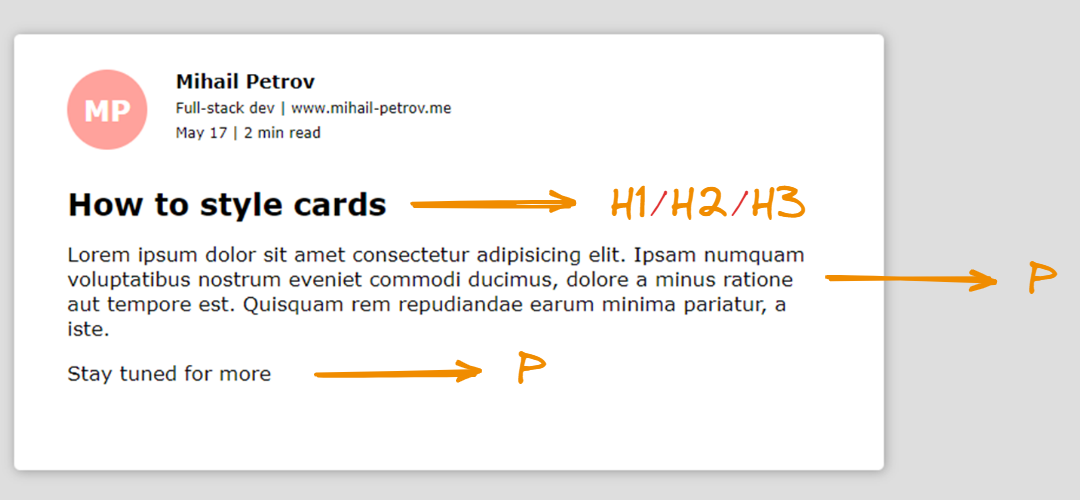 MP
Mihail Petrov
Full-stack dev | www.mihail-petrov.me
May 17 | 2 min read
How to style cards
H1/H2/H3
Lorem ipsum dolor sit amet consectetur adipisicing elit. Ipsam numquam
voluptatibus nostrum eveniet commodi ducimus, dolore a minus ratione
aut tempore est. Quisquam rem repudiandae earum minima pariatur, a
iste.
P
Stay tuned for more
P